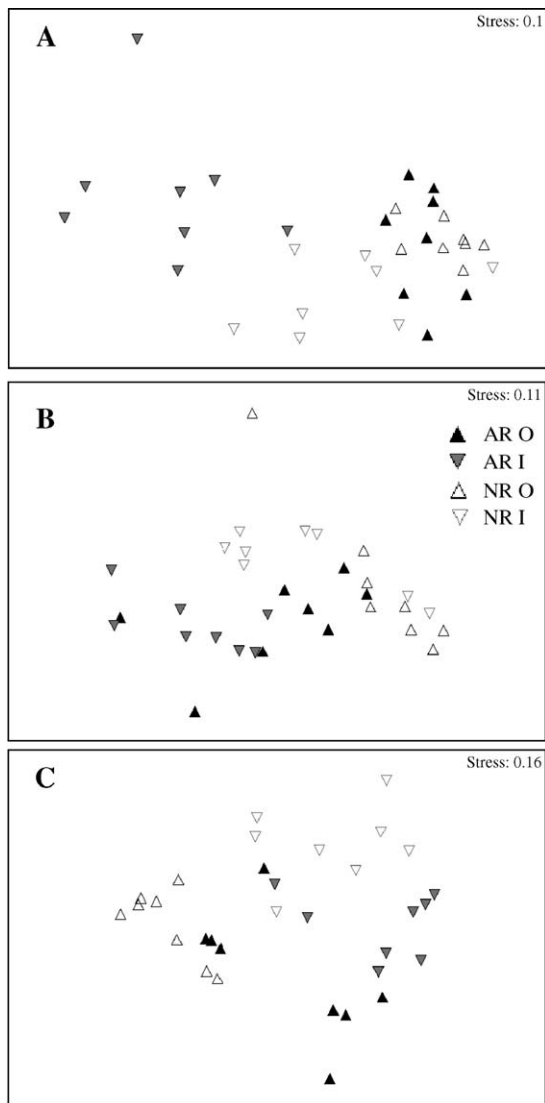 A
Stress: 0.1
B
Stress: 0.11
AR O
AR I
NR O
NR I
C
Stress: 0.16